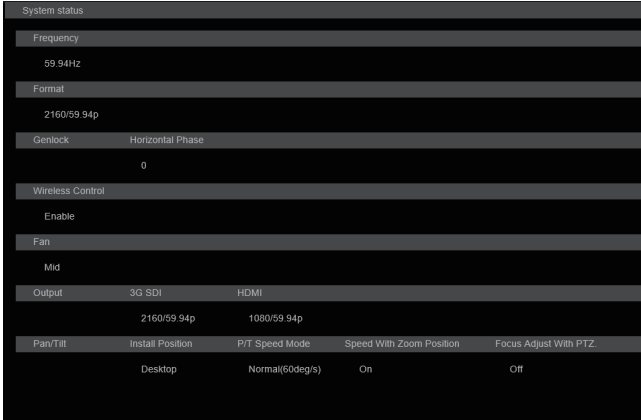 System status
Frequency
59.94Hz
Format
2160/59.94p
Genlock Horizontal Phase
0
Wireless Control
Enable
Fan
Mid
Output 3G SDI HDMI
2160/59.94p 1080/59.94p
Pan/Tilt Install Position P/T Speed Mode Speed With Zoom Position Focus Adjust With PTZ.
Desktop Normal(60deg/s) On Off